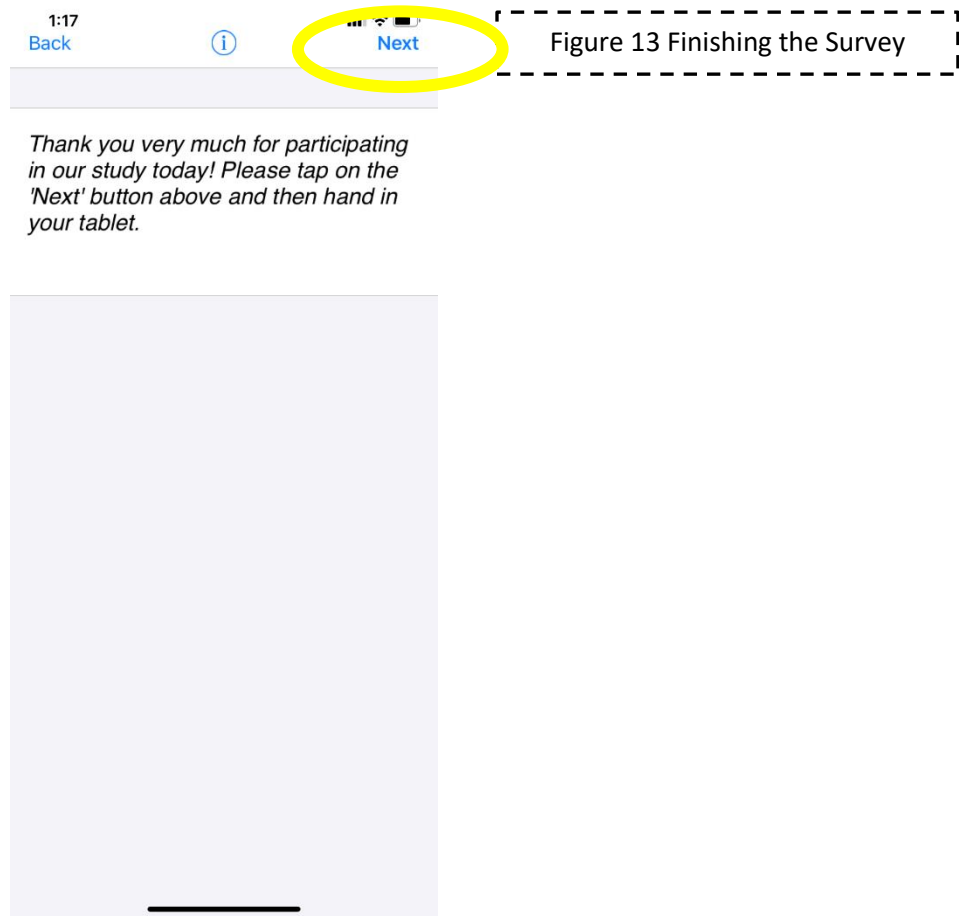 1:17
Back
i
Next
Figure 13 Finishing the Survey
Thank you very much for participating
in our study today! Please tap on the
'Next' button above and then hand in
your tablet.